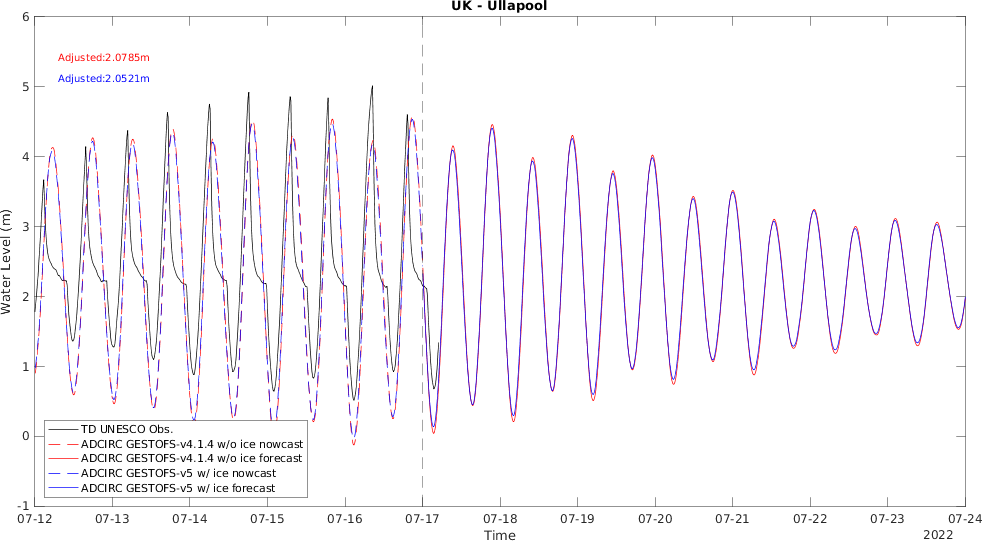 UK - Ullapool
6
5
4
3
2
1
0
-1
Water Level (m)
Adjusted:2.0785m
Adjusted:2.0521m
TD UNESCO Obs.
ADCIRC GESTOFS-v4.1.4 w/o ice nowcast
ADCIRC GESTOFS-v4.1.4 w/o ice forecast
ADCIRC GESTOFS-v5 w/ ice nowcast
ADCIRC GESTOFS-v5 w/ ice forecast
07-12 07-13 07-14 07-15 07-16 07-17 07-18 07-19 07-20 07-21 07-22 07-23 07-24
Time
2022